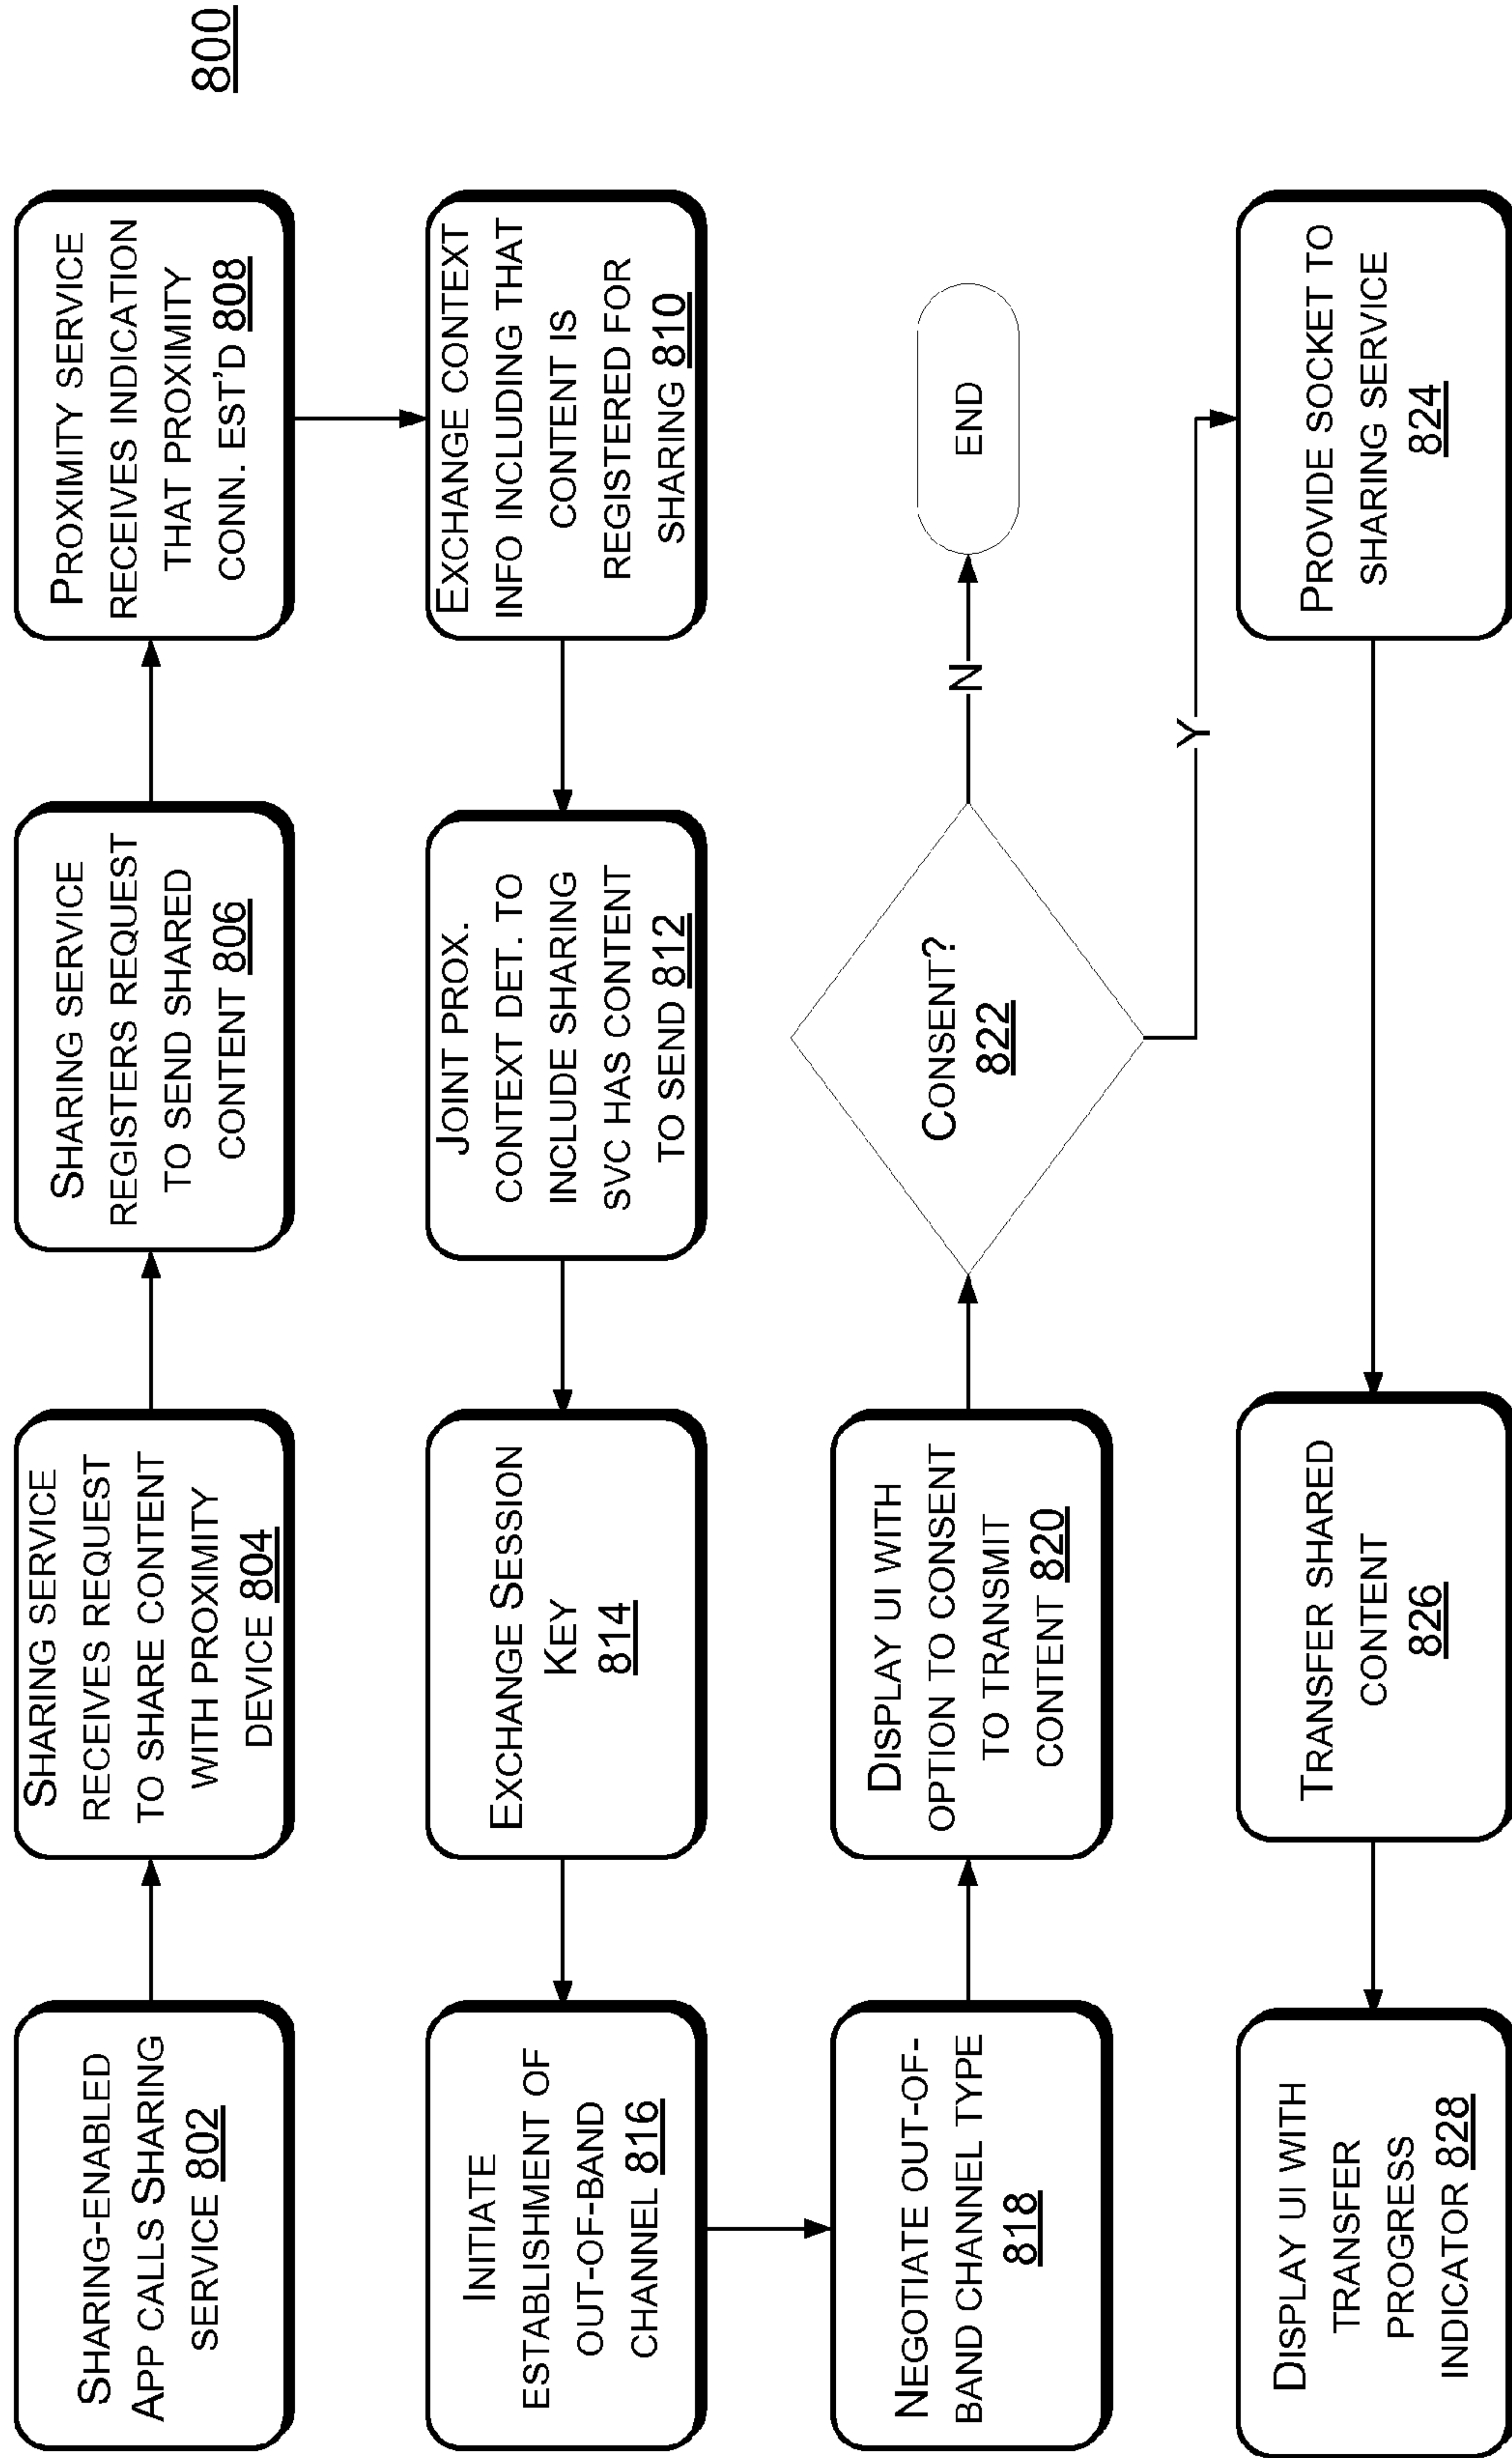 800
SHARING-ENABLED
APP CALLS SHARING
SERVICE 802
SHARING SERVICE
RECEIVES REQUEST
TO SHARE CONTENT
WITH PROXIMITY
DEVICE 804
SHARING SERVICE
REGISTERS REQUEST
TO SEND SHARED
CONTENT 806
PROXIMITY SERVICE
RECEIVES INDICATION
THAT PROXIMITY
CONN. EST'D 808
EXCHANGE CONTEXT
INFO INCLUDING THAT
CONTENT IS
REGISTERED FOR
SHARING 810
JOINT PROX.
CONTEXT DET. TO
INCLUDE SHARING
SVC HAS CONTENT
TO SEND 812
EXCHANGE SESSION
KEY
814
INITIATE
ESTABLISHMENT OF
OUT-OF-BAND
CHANNEL 816
NEGOTIATE OUT-OF-
BAND CHANNEL TYPE
818
DISPLAY UI WITH
OPTION TO CONSENT
TO TRANSMIT
CONTENT 820
CONSENT?
822
N
END
Y
PROVIDE SOCKET TO
SHARING SERVICE
824
TRANSFER SHARED
CONTENT
826
DISPLAY UI WITH
TRANSFER
PROGRESS
INDICATOR 828